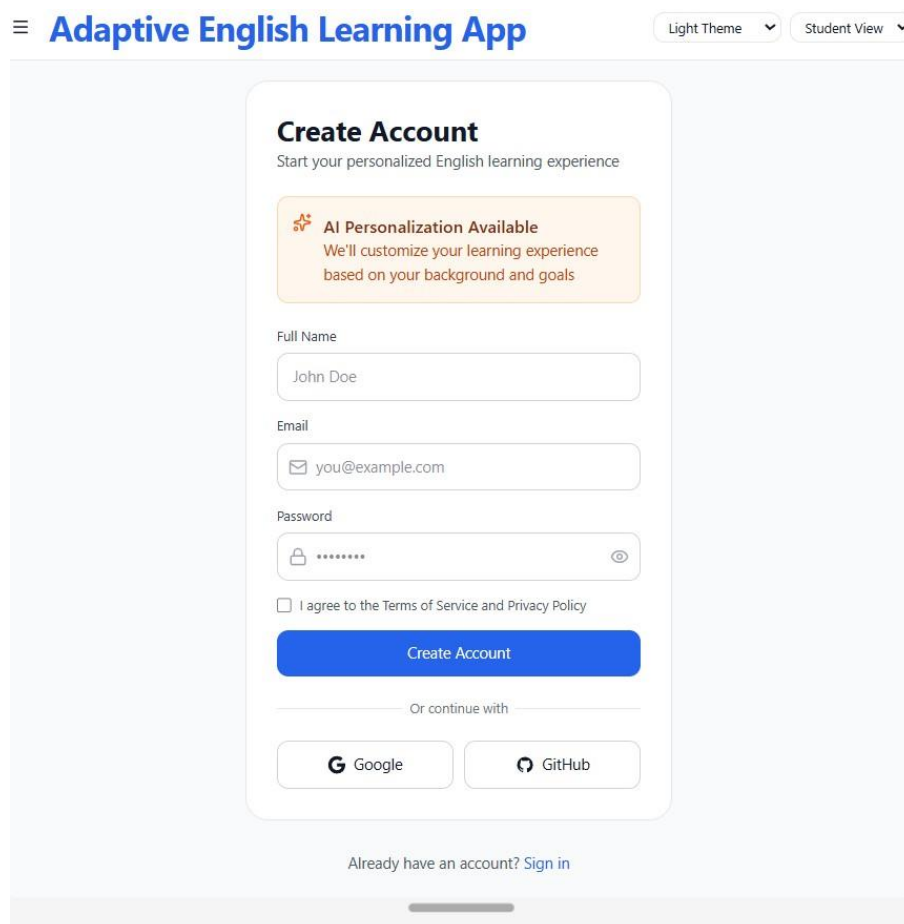 Adaptive English Learning App
Light Theme
Student View
Create Account
Start your personalized English learning experience
AI Personalization Available
We'll customize your learning experience
based on your background and goals
Full Name
John Doe
Email
you@example.com
Password
••••••••
I agree to the Terms of Service and Privacy Policy
Create Account
Or continue with
Google
GitHub
Already have an account? Sign in